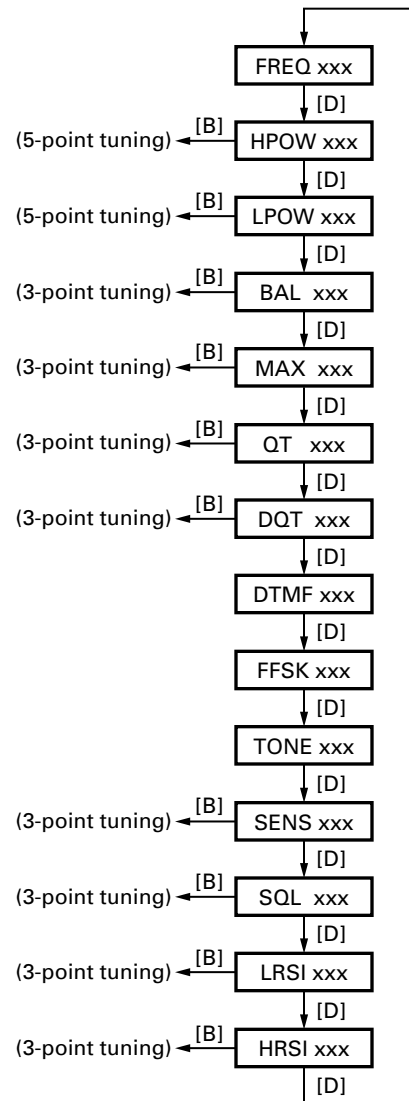 FREQ xxx
[D]
(5-point tuning) [B] HPOW xxx
[D]
(5-point tuning) [B] LPOW xxx
[D]
(3-point tuning) [B] BAL xxx
[D]
(3-point tuning) [B] MAX xxx
[D]
(3-point tuning) [B] QT xxx
[D]
(3-point tuning) [B] DQT xxx
[D]
DTMF xxx
[D]
FFSK xxx
[D]
TONE xxx
[D]
(3-point tuning) [B] SENS xxx
[D]
(3-point tuning) [B] SQL xxx
[D]
(3-point tuning) [B] LRSI xxx
[D]
(3-point tuning) [B] HRSI xxx
[D]